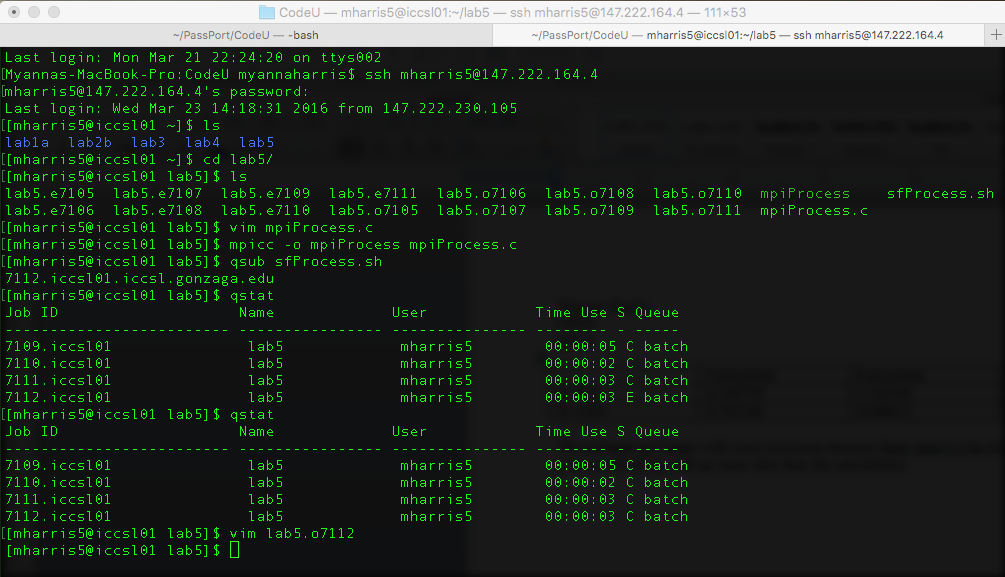 CodeU — mharris5@iccsl01:~/lab5 — ssh mharris5@147.222.164.4 — 111×53
~/PassPort/CodeU — -bash
~/PassPort/CodeU — mharris5@iccsl01:~/lab5 — ssh mharris5@147.222.164.4
Last login: Mon Mar 21 22:24:20 on ttys002
[Myannas-MacBook-Pro:CodeU myannaharris$ ssh mharris5@147.222.164.4
[mharris5@147.222.164.4's password:
Last login: Wed Mar 23 14:18:31 2016 from 147.222.230.105
[[mharris5@iccsl01 ~]$ ls
lab1a  lab2b  lab3  lab4  lab5
[[mharris5@iccsl01 ~]$ cd lab5/
[[mharris5@iccsl01 lab5]$ ls
lab5.e7105  lab5.e7107  lab5.e7109  lab5.e7111  lab5.o7106  lab5.o7108  lab5.o7110  mpiProcess    sfProcess.sh
lab5.e7106  lab5.e7108  lab5.e7110  lab5.o7105  lab5.o7107  lab5.o7109  lab5.o7111  mpiProcess.c
[[mharris5@iccsl01 lab5]$ vim mpiProcess.c
[[mharris5@iccsl01 lab5]$ mpicc -o mpiProcess mpiProcess.c
[[mharris5@iccsl01 lab5]$ qsub sfProcess.sh
7112.iccsl01.iccsl.gonzaga.edu
[[mharris5@iccsl01 lab5]$ qstat
Job ID                    Name             User            Time Use S Queue
------------------------- ---------------- --------------- -------- - -----
7109.iccsl01               lab5             mharris5        00:00:05 C batch
7110.iccsl01               lab5             mharris5        00:00:02 C batch
7111.iccsl01               lab5             mharris5        00:00:03 C batch
7112.iccsl01               lab5             mharris5        00:00:03 E batch
[[mharris5@iccsl01 lab5]$ qstat
Job ID                    Name             User            Time Use S Queue
------------------------- ---------------- --------------- -------- - -----
7109.iccsl01               lab5             mharris5        00:00:05 C batch
7110.iccsl01               lab5             mharris5        00:00:02 C batch
7111.iccsl01               lab5             mharris5        00:00:03 C batch
7112.iccsl01               lab5             mharris5        00:00:03 C batch
[[mharris5@iccsl01 lab5]$ vim lab5.o7112
[mharris5@iccsl01 lab5]$